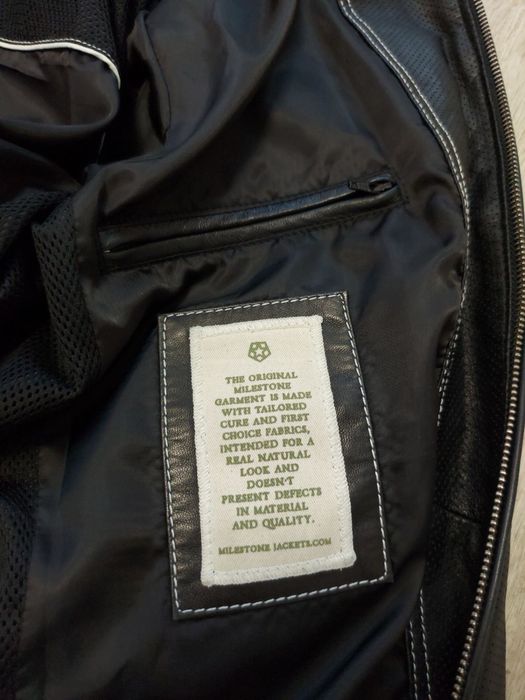 THE ORIGINAL
MILESTONE
GARMENT IS MADE
WITH TAILORED
CURE AND FIRST
CHOICE FABRICS,
INTENDED FOR A
REAL NATURAL
LOOK AND
DOESN'T
PRESENT DEFECTS
IN MATERIAL
AND QUALITY.
MILESTONE JACKETS.COM